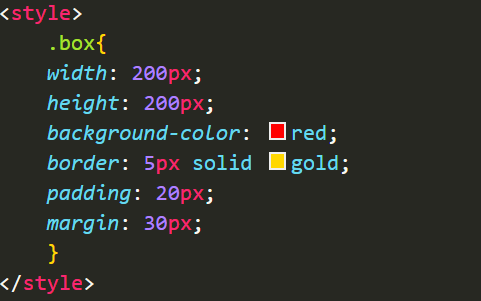 <style>
.box{
width: 200px;
height: 200px;
background-color: red;
border: 5px solid gold;
padding: 20px;
margin: 30px;
}
</style>